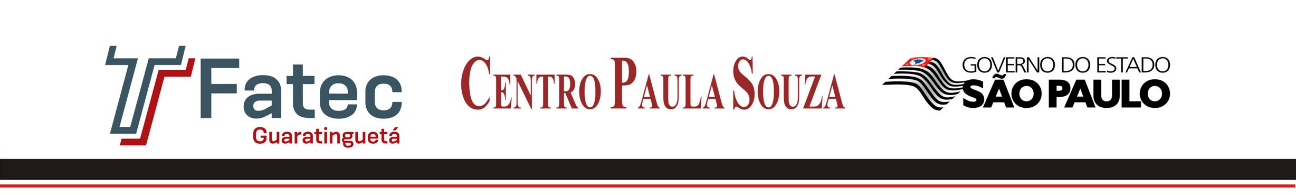 Fatec
Guaratinguetá
CENTRO PAULA SOUZA
GOVERNO DO ESTADO
SÃO PAULO